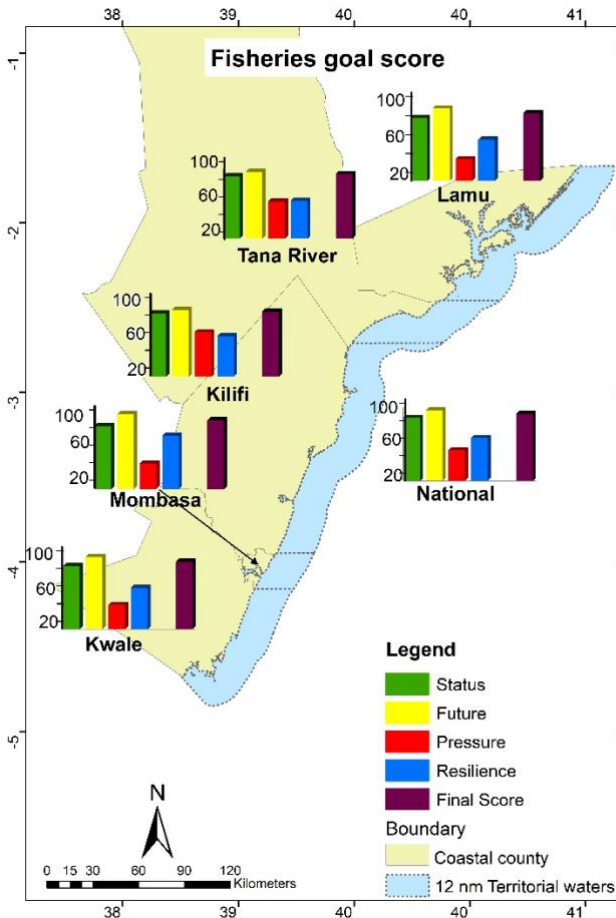 38 39 40 40 41
Fisheries goal score
-1
-2
-3
-4
-5
100
60
20
Lamu
100
60
20
Tana River
100
60
20
Kilifi
100
60
20
Mombasa
100
60
20
National
100
60
20
Kwale
Legend
Status
Future
Pressure
Resilience
Final Score
Boundary
Coastal county
12 nm Territorial waters
N
0 15 30 60 90 120
Kilometers
38 39 40 40 41